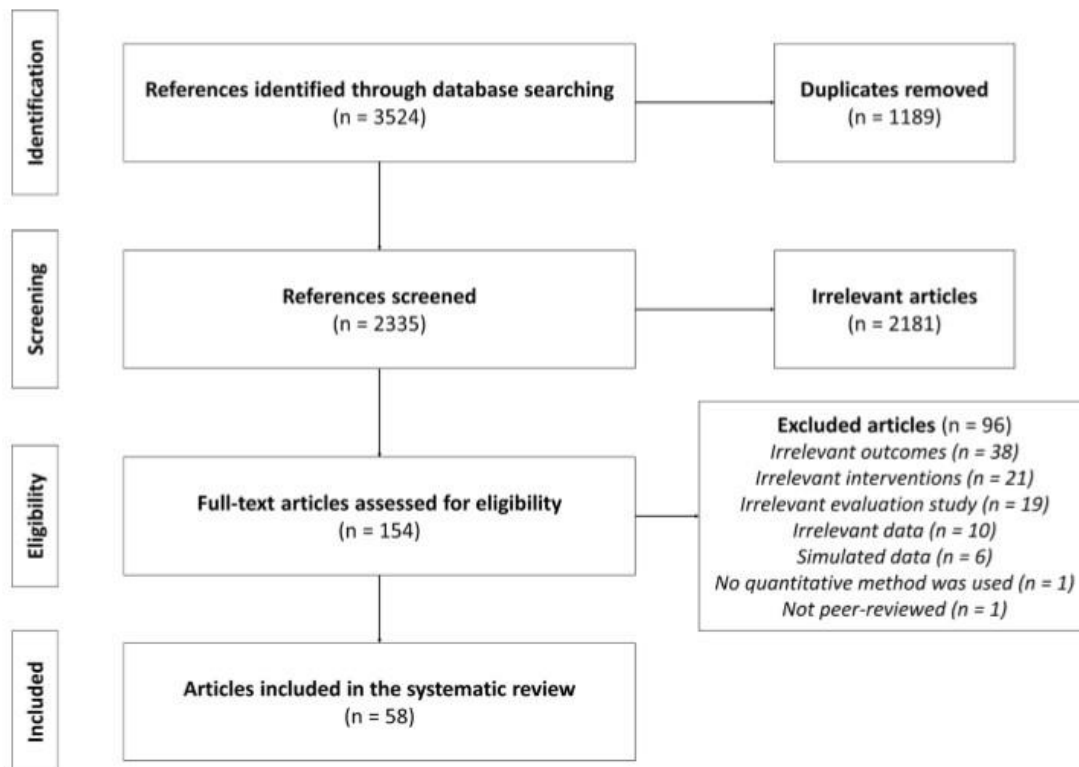 Identification
References identified through database searching
(n = 3524)
Duplicates removed
(n = 1189)
Screening
References screened
(n = 2335)
Irrelevant articles
(n = 2181)
Eligibility
Full-text articles assessed for eligibility
(n = 154)
Excluded articles (n = 96)
Irrelevant outcomes (n = 38)
Irrelevant interventions (n = 21)
Irrelevant evaluation study (n = 19)
Irrelevant data (n = 10)
Simulated data (n = 6)
No quantitative method was used (n = 1)
Not peer-reviewed (n = 1)
Included
Articles included in the systematic review
(n = 58)